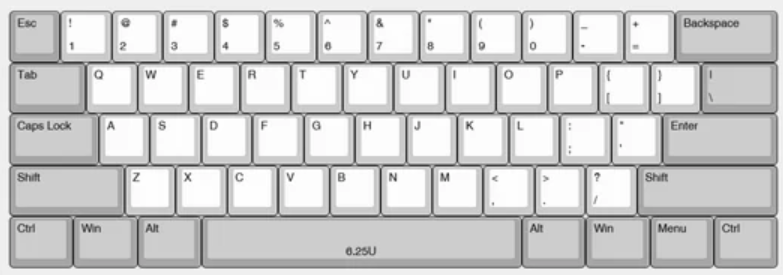 Esc ! @ # $ % ^ & * ( ) _ + Backspace
1 2 3 4 5 6 7 8 9 0 - =
Tab Q W E R T Y U I O P { } |
[ ] \
Caps Lock A S D F G H J K L : " Enter
; '
Shift Z X C V B N M < > ? Shift
, . /
Ctrl Win Alt Alt Win Menu Ctrl
6.25U